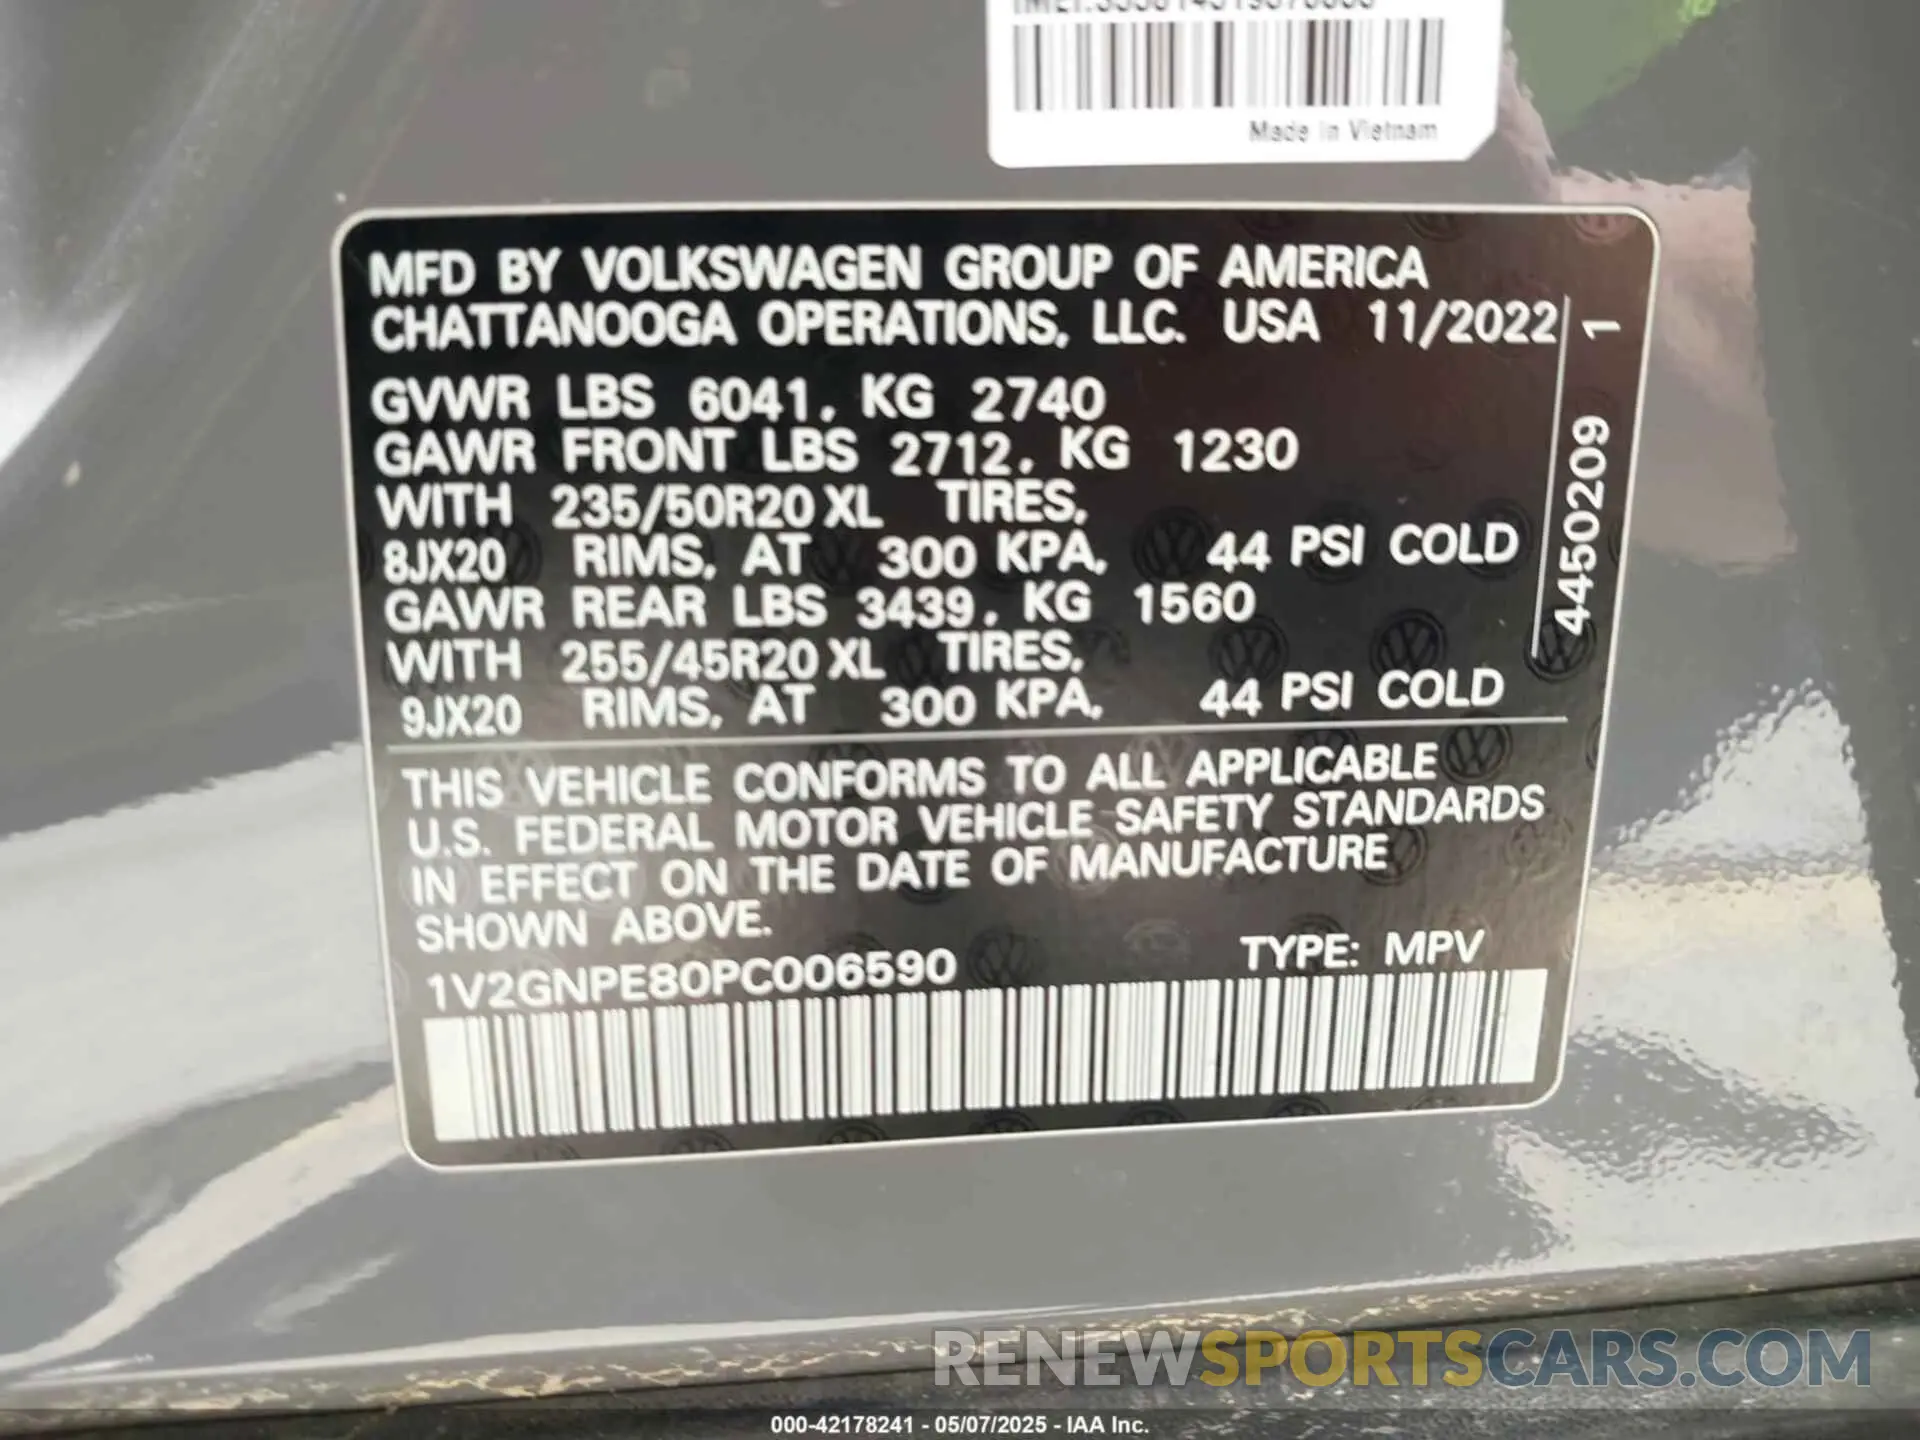 Made in Vietnam
MFD BY VOLKSWAGEN GROUP OF AMERICA
CHATTANOOGA OPERATIONS, LLC. USA 11/2022
GVWR LBS 6041, KG 2740
GAWR FRONT LBS 2712, KG 1230
WITH 235/50R20 XL TIRES,
8JX20 RIMS, AT 300 KPA, 44 PSI COLD
GAWR REAR LBS 3439, KG 1560
WITH 255/45R20 XL TIRES,
9JX20 RIMS, AT 300 KPA, 44 PSI COLD
4450209 1
THIS VEHICLE CONFORMS TO ALL APPLICABLE
U.S. FEDERAL MOTOR VEHICLE SAFETY STANDARDS
IN EFFECT ON THE DATE OF MANUFACTURE
SHOWN ABOVE.
1V2GNPE80PC006590 TYPE: MPV
RENEWSPORTSCARS.COM
000-42178241 - 05/07/2025 - IAA Inc.